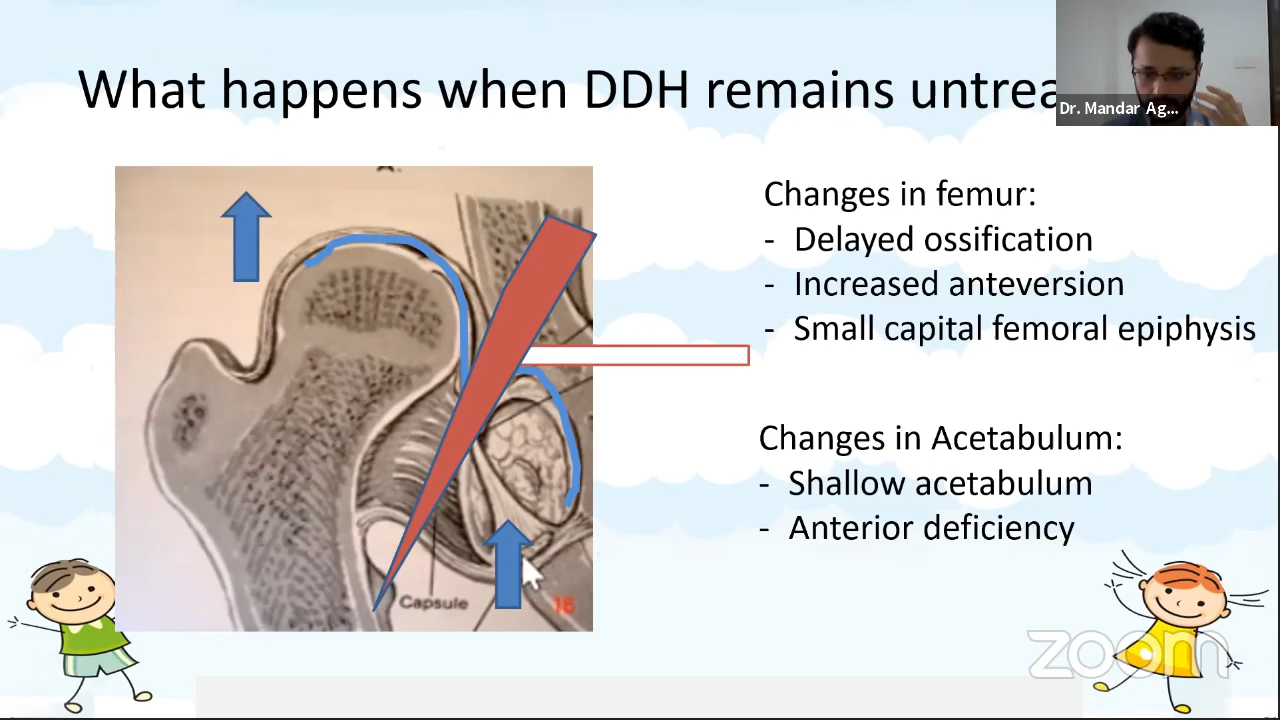 What happens when DDH remains untrea
Dr. Mandar Ag...
Changes in femur:
- Delayed ossification
- Increased anteversion
- Small capital femoral epiphysis
Changes in Acetabulum:
- Shallow acetabulum
- Anterior deficiency
Capsule
16
zoom